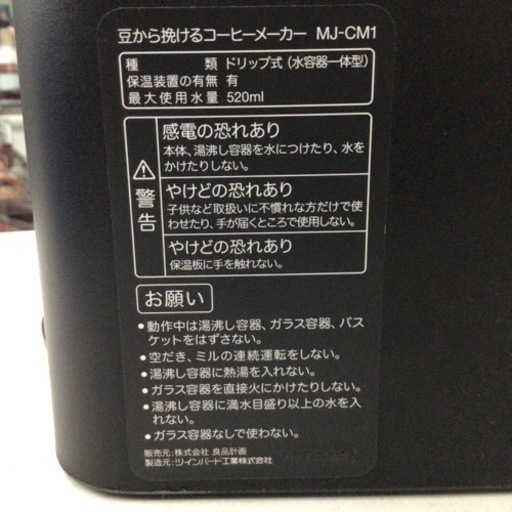 豆から挽けるコーヒーメーカー MJ-CM1
種 類 ドリップ式(水容器一体型)
保温装置の有無 有
最大使用水量 520ml
警告
感電の恐れあり
本体、湯沸し容器を水につけたり、水を
かけたりしない。
やけどの恐れあり
子供など取扱いに不慣れな方だけで使
わせたり、手が届くところで使用しない。
やけどの恐れあり
保温板に手を触れない。
お願い
●動作中は湯沸し容器、ガラス容器、バス
ケットをはずさない。
●空だき、ミルの連続運転をしない。
●湯沸し容器に熱湯を入れない。
●ガラス容器を直接火にかけたりしない。
●湯沸し容器に満水目盛り以上の水を入
れない。
●ガラス容器なしで使わない。
販売元:株式会社 良品計画
製造元:ツインバード工業株式会社